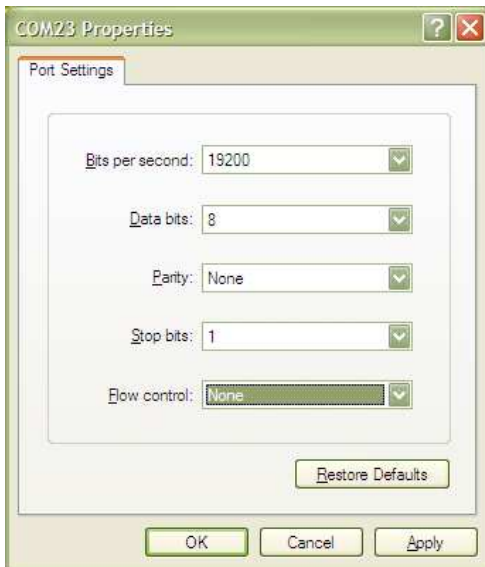 COM23 Properties
Port Settings
Bits per second: 19200
Data bits: 8
Parity: None
Stop bits: 1
Flow control: None
Restore Defaults
OK Cancel Apply